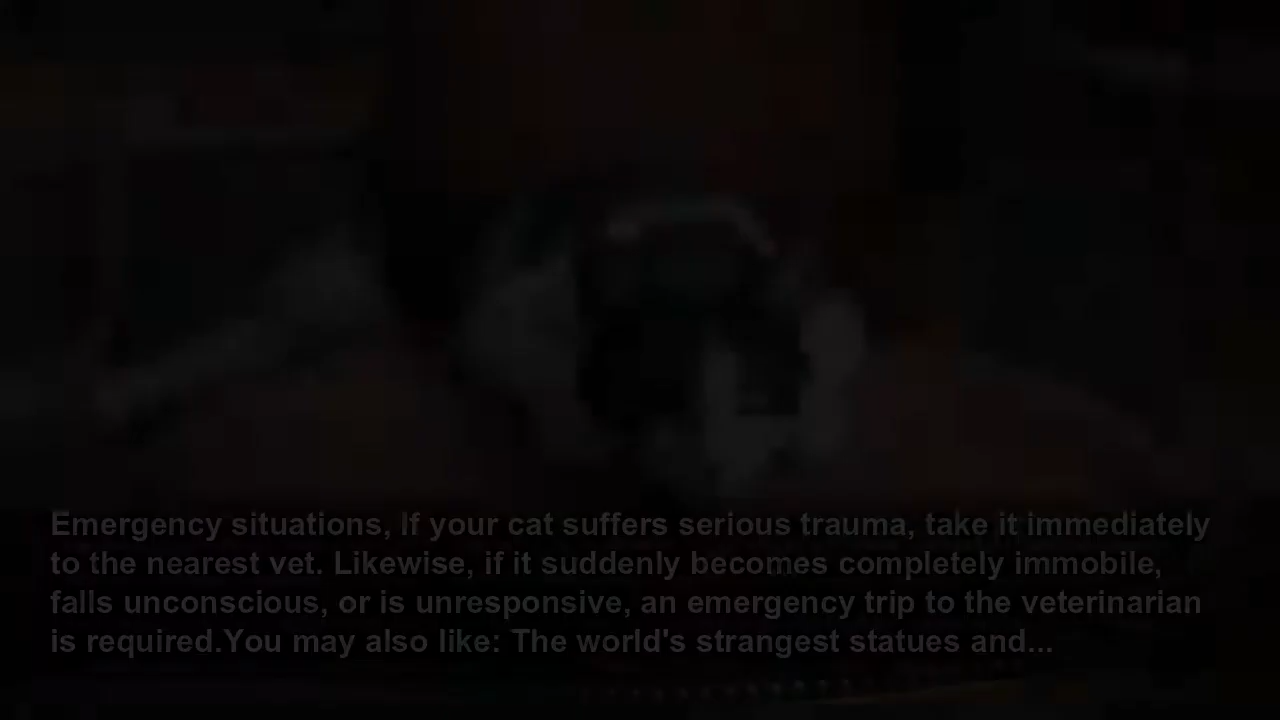 Emergency situations, If your cat suffers serious trauma, take it immediately
to the nearest vet. Likewise, if it suddenly becomes completely immobile,
falls unconscious, or is unresponsive, an emergency trip to the veterinarian
is required.You may also like: The world's strangest statues and...